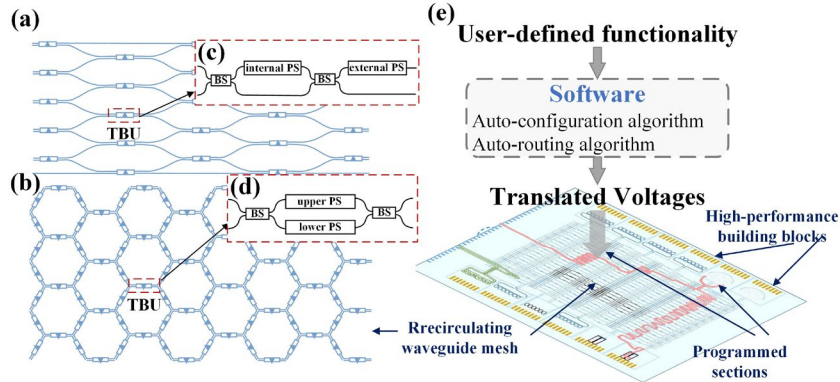 (a)
(c)
BS
internal PS
BS
external PS
TBU
(b)
(d)
BS
upper PS
lower PS
BS
TBU
Rrecirculating
waveguide mesh
(e)
User-defined functionality
Software
Auto-configuration algorithm
Auto-routing algorithm
Translated Voltages
High-performance
building blocks
Programmed
sections